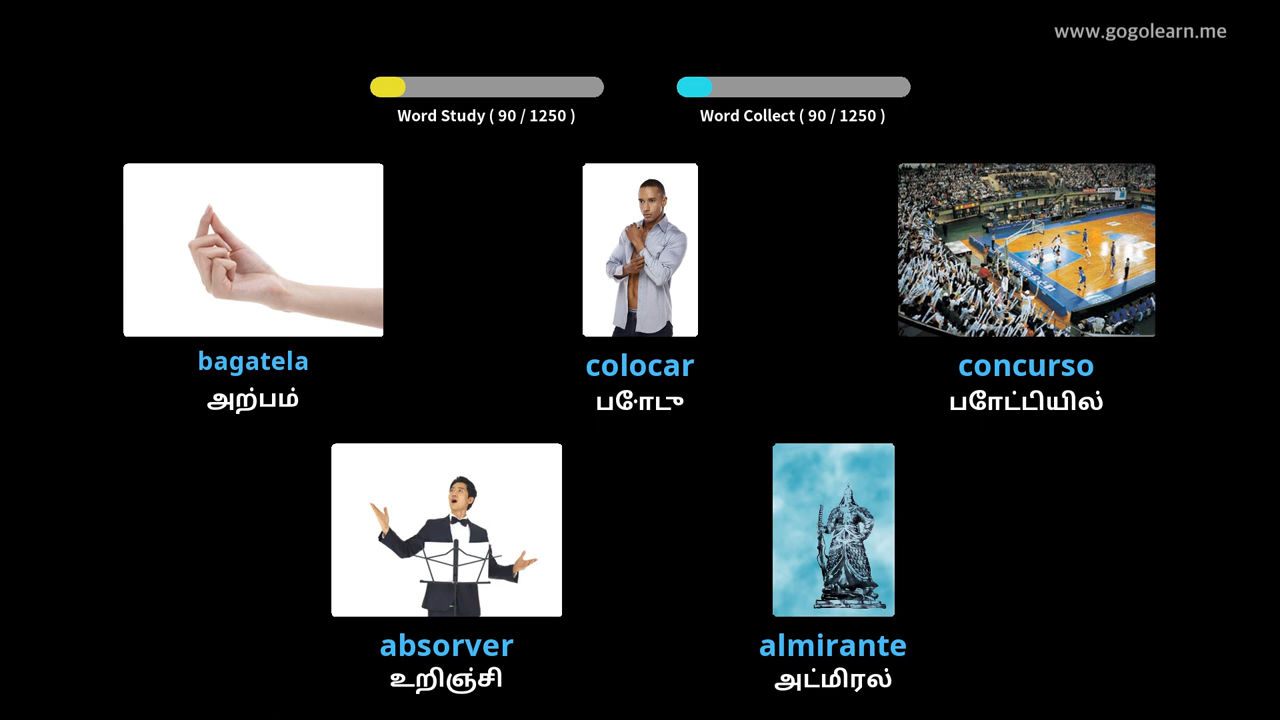 www.gogolearn.me
Word Study ( 90 / 1250 )
Word Collect ( 90 / 1250 )
bagatela
அற்பம்
colocar
போடு
concurso
போட்டியில்
absorver
உறிஞ்சி
almirante
அட்மிரல்